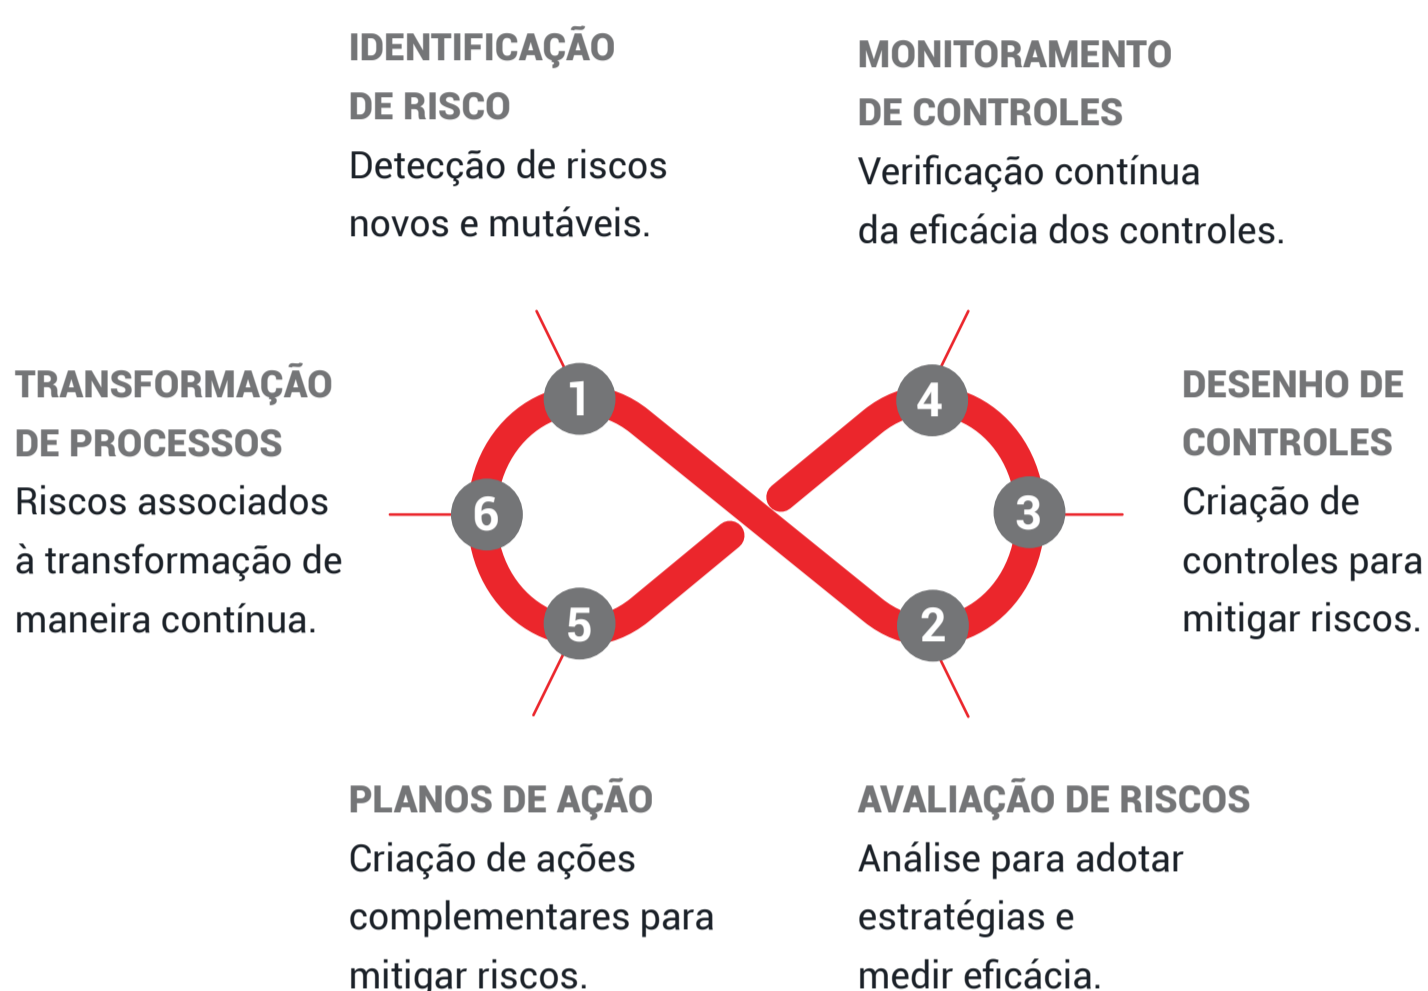 IDENTIFICAÇÃO
DE RISCO
Detecção de riscos
novos e mutáveis.
MONITORAMENTO
DE CONTROLES
Verificação contínua
da eficácia dos controles.
TRANSFORMAÇÃO
DE PROCESSOS
Riscos associados
à transformação de
maneira contínua.
1
4
6
3
5
2
DESENHO DE
CONTROLES
Criação de
controles para
mitigar riscos.
PLANOS DE AÇÃO
Criação de ações
complementares para
mitigar riscos.
AVALIAÇÃO DE RISCOS
Análise para adotar
estratégias e
medir eficácia.